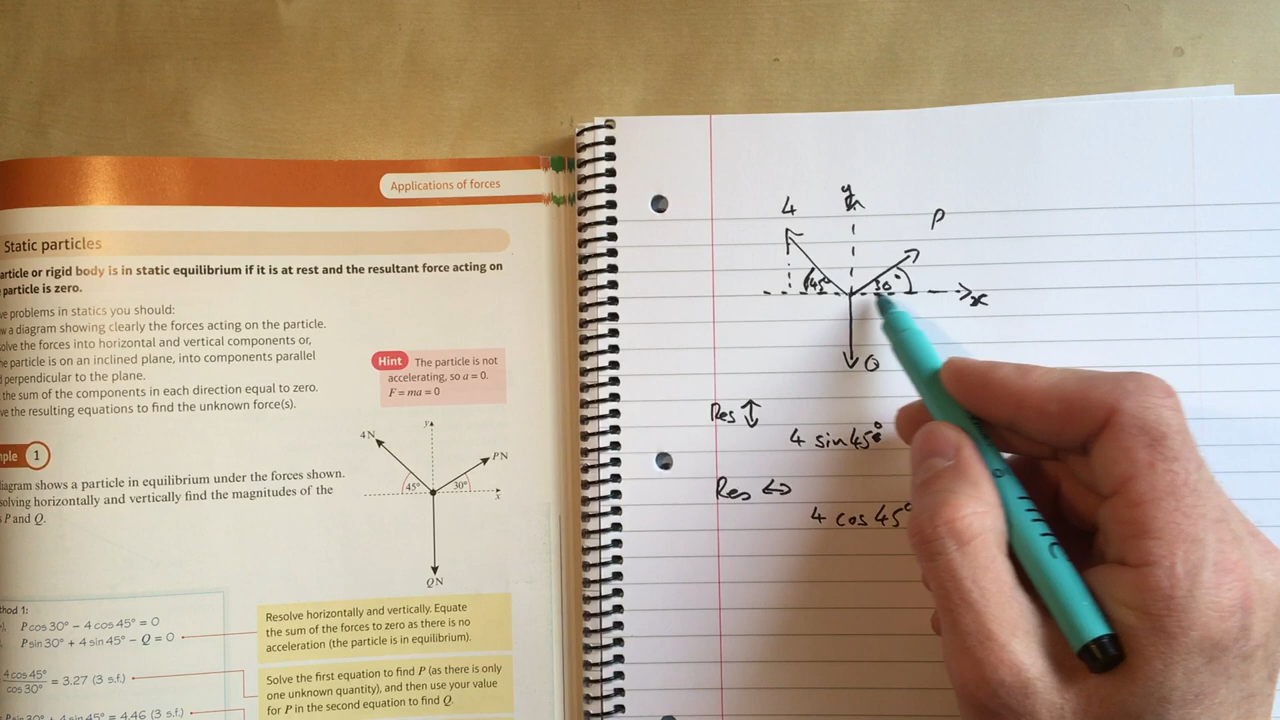 Applications of forces
Static particles
article or rigid body is in static equilibrium if it is at rest and the resultant force acting on
particle is zero.
ve problems in statics you should:
w a diagram showing clearly the forces acting on the particle.
olve the forces into horizontal and vertical components or,
he particle is on an inclined plane, into components parallel
d perpendicular to the plane.
the sum of the components in each direction equal to zero.
ve the resulting equations to find the unknown force(s).
Hint The particle is not
accelerating, so a = 0.
F = ma = 0
mple 1
diagram shows a particle in equilibrium under the forces shown.
solving horizontally and vertically find the magnitudes of the
s P and Q.
y
4 N
P N
45°
30°
x
Q N
thod 1:
P cos 30° − 4 cos 45° = 0
P sin 30° + 4 sin 45° − Q = 0
4 cos 45°
cos 30°
= 3.27 (3 s.f.)
P sin 30° + 4 sin 45° = 4.46 (3 s.f.)
Resolve horizontally and vertically. Equate
the sum of the forces to zero as there is no
acceleration (the particle is in equilibrium).
Solve the first equation to find P (as there is only
one unknown quantity), and then use your value
for P in the second equation to find Q.
4
y
P
45°
30°
x
Q
Res ↕
4 sin 45°
Res ↔
4 cos 45°